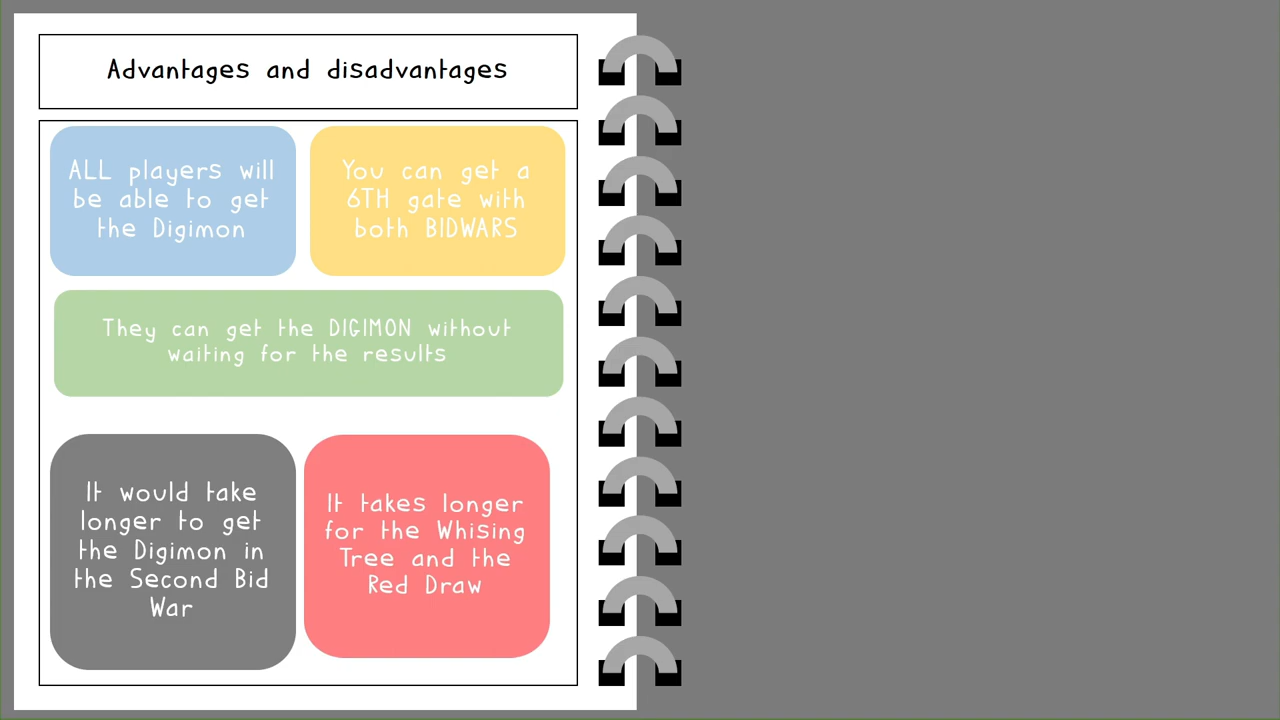 Advantages and disadvantages
ALL players will
be able to get
the Digimon
You can get a
6TH gate with
both BIDWARS
They can get the DIGIMON without
waiting for the results
It would take
longer to get
the Digimon in
the Second Bid
War
It takes longer
for the Whising
Tree and the
Red Draw